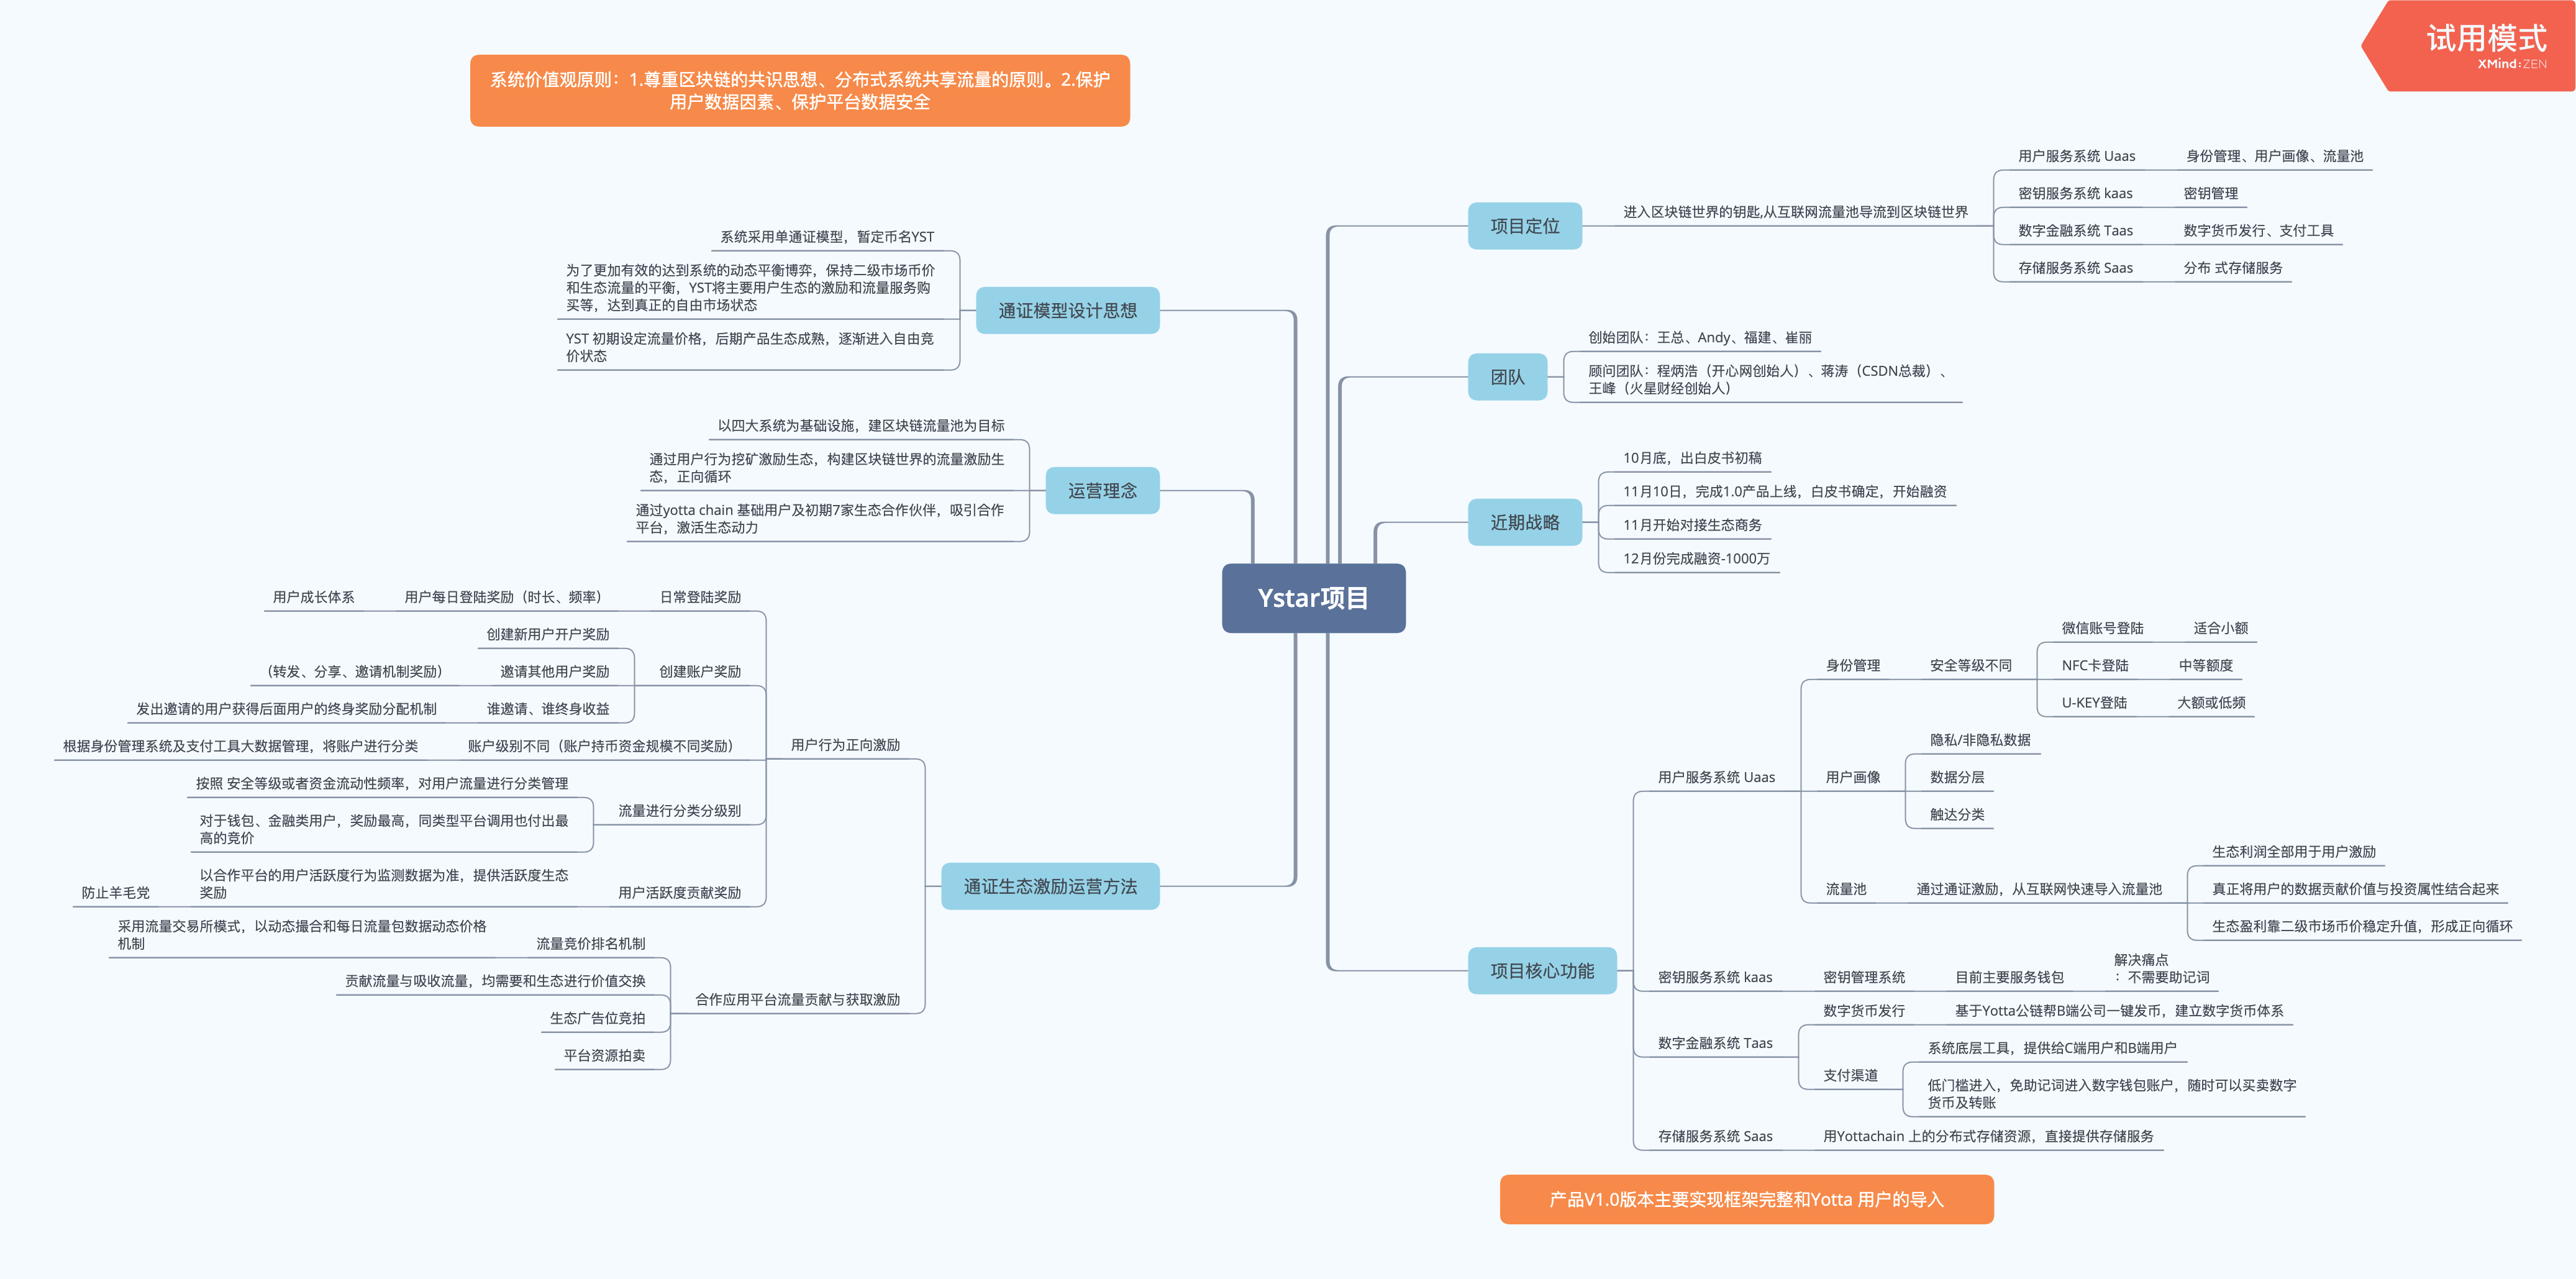 试用模式
XMind:ZEN
系统价值观原则：1.尊重区块链的共识思想、分布式系统共享流量的原则。2.保护
用户数据因素、保护平台数据安全
Ystar项目
项目定位
进入区块链世界的钥匙,从互联网流量池导流到区块链世界
用户服务系统 Uaas
身份管理、用户画像、流量池
密钥服务系统 kaas
密钥管理
数字金融系统 Taas
数字货币发行、支付工具
存储服务系统 Saas
分布 式存储服务
团队
创始团队：王总、Andy、福建、崔丽
顾问团队：程炳浩（开心网创始人）、蒋涛（CSDN总裁）、
王峰（火星财经创始人）
近期战略
10月底，出白皮书初稿
11月10日，完成1.0产品上线，白皮书确定，开始融资
11月开始对接生态商务
12月份完成融资-1000万
项目核心功能
用户服务系统 Uaas
身份管理
安全等级不同
微信账号登陆
适合小额
NFC卡登陆
中等额度
U-KEY登陆
大额或低频
用户画像
隐私/非隐私数据
数据分层
触达分类
流量池
通过通证激励，从互联网快速导入流量池
生态利润全部用于用户激励
真正将用户的数据贡献价值与投资属性结合起来
生态盈利靠二级市场币价稳定升值，形成正向循环
密钥服务系统 kaas
密钥管理系统
目前主要服务钱包
解决痛点
：不需要助记词
数字金融系统 Taas
数字货币发行
基于Yotta公链帮B端公司一键发币，建立数字货币体系
支付渠道
系统底层工具，提供给C端用户和B端用户
低门槛进入，免助记词进入数字钱包账户，随时可以买卖数字
货币及转账
存储服务系统 Saas
用Yottachain 上的分布式存储资源，直接提供存储服务
产品V1.0版本主要实现框架完整和Yotta 用户的导入
通证模型设计思想
系统采用单通证模型，暂定币名YST
为了更加有效的达到系统的动态平衡博弈，保持二级市场币价
和生态流量的平衡，YST将主要用户生态的激励和流量服务购
买等，达到真正的自由市场状态
YST 初期设定流量价格，后期产品生态成熟，逐渐进入自由竞
价状态
运营理念
以四大系统为基础设施，建区块链流量池为目标
通过用户行为挖矿激励生态，构建区块链世界的流量激励生
态，正向循环
通过yotta chain 基础用户及初期7家生态合作伙伴，吸引合作
平台，激活生态动力
通证生态激励运营方法
用户行为正向激励
日常登陆奖励
用户每日登陆奖励（时长、频率）
用户成长体系
创建账户奖励
创建新用户开户奖励
邀请其他用户奖励
（转发、分享、邀请机制奖励）
谁邀请、谁终身收益
发出邀请的用户获得后面用户的终身奖励分配机制
账户级别不同（账户持币资金规模不同奖励）
根据身份管理系统及支付工具大数据管理，将账户进行分类
流量进行分类分级别
按照 安全等级或者资金流动性频率，对用户流量进行分类管理
对于钱包、金融类用户，奖励最高，同类型平台调用也付出最
高的竞价
用户活跃度贡献奖励
以合作平台的用户活跃度行为监测数据为准，提供活跃度生态
奖励
防止羊毛党
合作应用平台流量贡献与获取激励
流量竞价排名机制
采用流量交易所模式，以动态撮合和每日流量包数据动态价格
机制
贡献流量与吸收流量，均需要和生态进行价值交换
生态广告位竞拍
平台资源拍卖